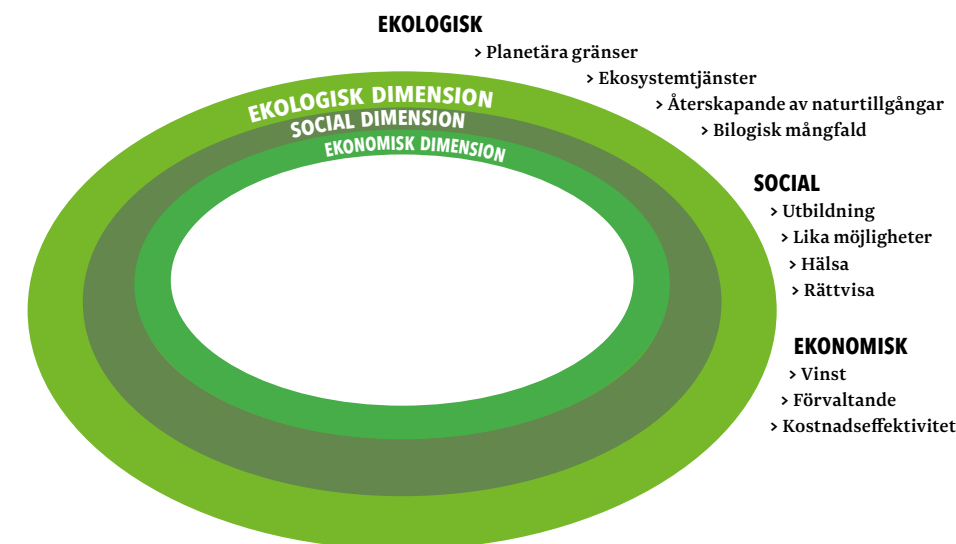 EKOLOGISK
> Planetära gränser
> Ekosystemtjänster
> Återskapande av naturtillgångar
> Bilogisk mångfald
EKOLOGISK DIMENSION
SOCIAL DIMENSION
EKONOMISK DIMENSION
SOCIAL
> Utbildning
> Lika möjligheter
> Hälsa
> Rättvisa
EKONOMISK
> Vinst
> Förvaltande
> Kostnadseffektivitet